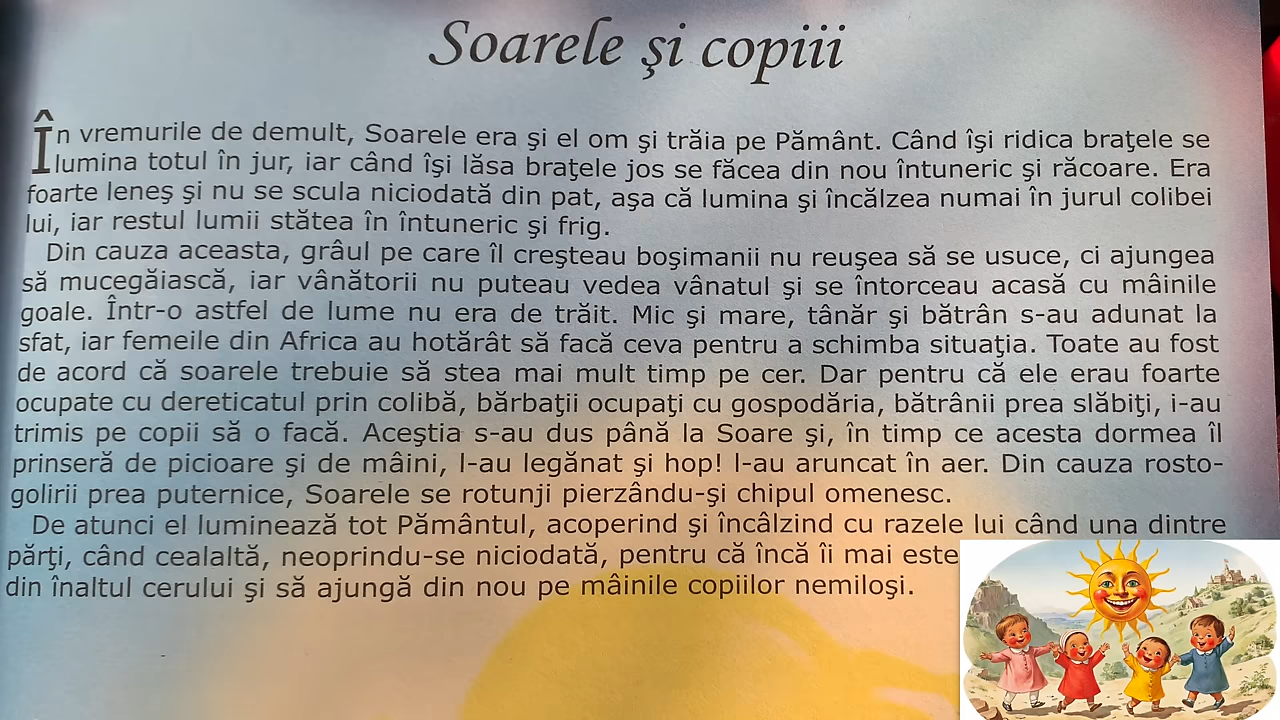 Soarele şi copiii
În vremurile de demult, Soarele era şi el om şi trăia pe Pământ. Când îşi ridica braţele se
lumina totul în jur, iar când îşi lăsa braţele jos se făcea din nou întuneric şi răcoare. Era
foarte leneş şi nu se scula niciodată din pat, aşa că lumina şi încălzea numai în jurul colibei
lui, iar restul lumii stătea în întuneric şi frig.
Din cauza aceasta, grâul pe care îl creşteau boşimanii nu reuşea să se usuce, ci ajungea
să mucegăiască, iar vânătorii nu puteau vedea vânatul şi se întorceau acasă cu mâinile
goale. Într-o astfel de lume nu era de trăit. Mic şi mare, tânăr şi bătrân s-au adunat la
sfat, iar femeile din Africa au hotărât să facă ceva pentru a schimba situaţia. Toate au fost
de acord că soarele trebuie să stea mai mult timp pe cer. Dar pentru că ele erau foarte
ocupate cu dereticatul prin colibă, bărbaţii ocupaţi cu gospodăria, bătrânii prea slăbiţi, i-au
trimis pe copii să o facă. Aceştia s-au dus până la Soare şi, în timp ce acesta dormea îl
prinseră de picioare şi de mâini, l-au legănat şi hop! l-au aruncat în aer. Din cauza rosto-
golirii prea puternice, Soarele se rotunji pierzându-şi chipul omenesc.
De atunci el luminează tot Pământul, acoperind şi încâlzind cu razele lui când una dintre
părţi, când cealaltă, neoprindu-se niciodată, pentru că încă îi mai este
din înaltul cerului şi să ajungă din nou pe mâinile copiilor nemiloşi.